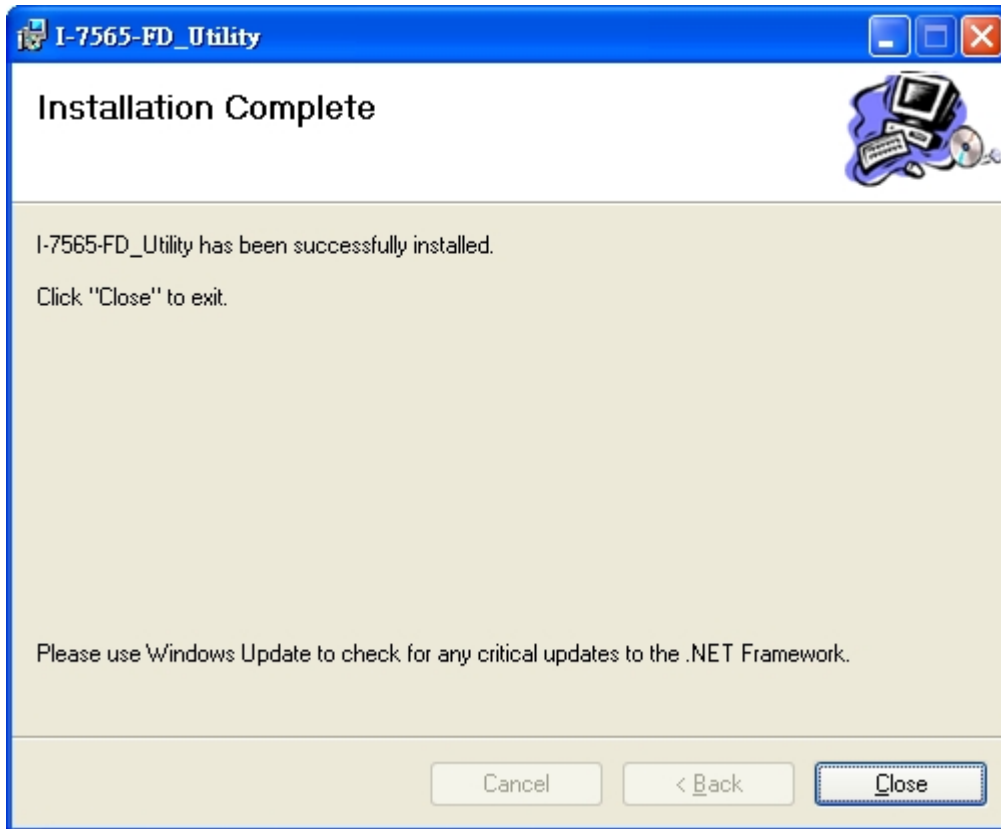 I-7565-FD_Utility
Installation Complete
I-7565-FD_Utility has been successfully installed.
Click "Close" to exit.
Please use Windows Update to check for any critical updates to the .NET Framework.
Cancel
< Back
Close